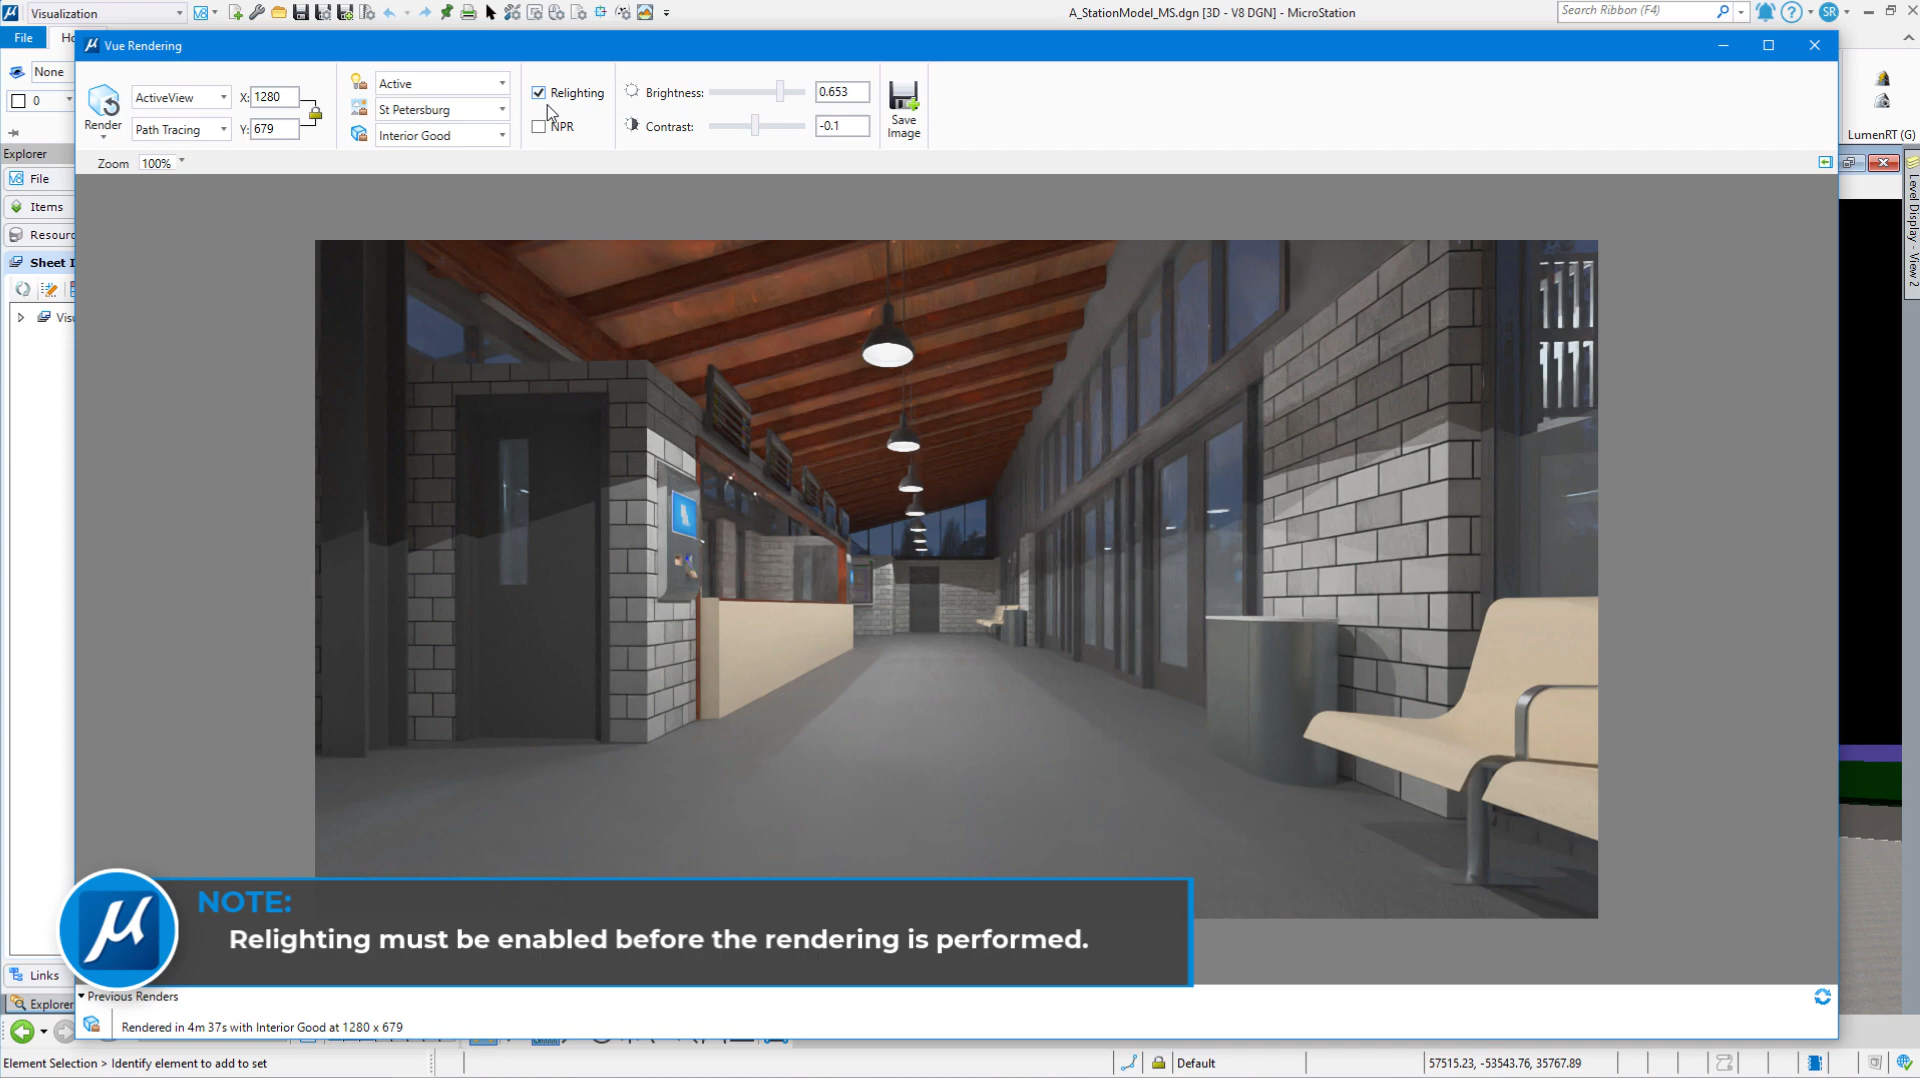 Visualization
A_StationModel_MS.dgn [3D - V8 DGN] - MicroStation
Search Ribbon (F4)
SR
File
Ho
Vue Rendering
None
0
Render
ActiveView
Path Tracing
X: 1280
Y: 679
Active
St Petersburg
Interior Good
Relighting
NPR
Brightness: 0.653
Contrast: -0.1
Save
Image
LumenRT (G)
Explorer
Zoom 100%
File
Items
Resourc
Sheet I
Visu
Level Display - View 2
NOTE:
Relighting must be enabled before the rendering is performed.
Links
Explorer
Previous Renders
Rendered in 4m 37s with Interior Good at 1280 x 679
Element Selection > Identify element to add to set
Default
57515.23, -53543.76, 35767.89